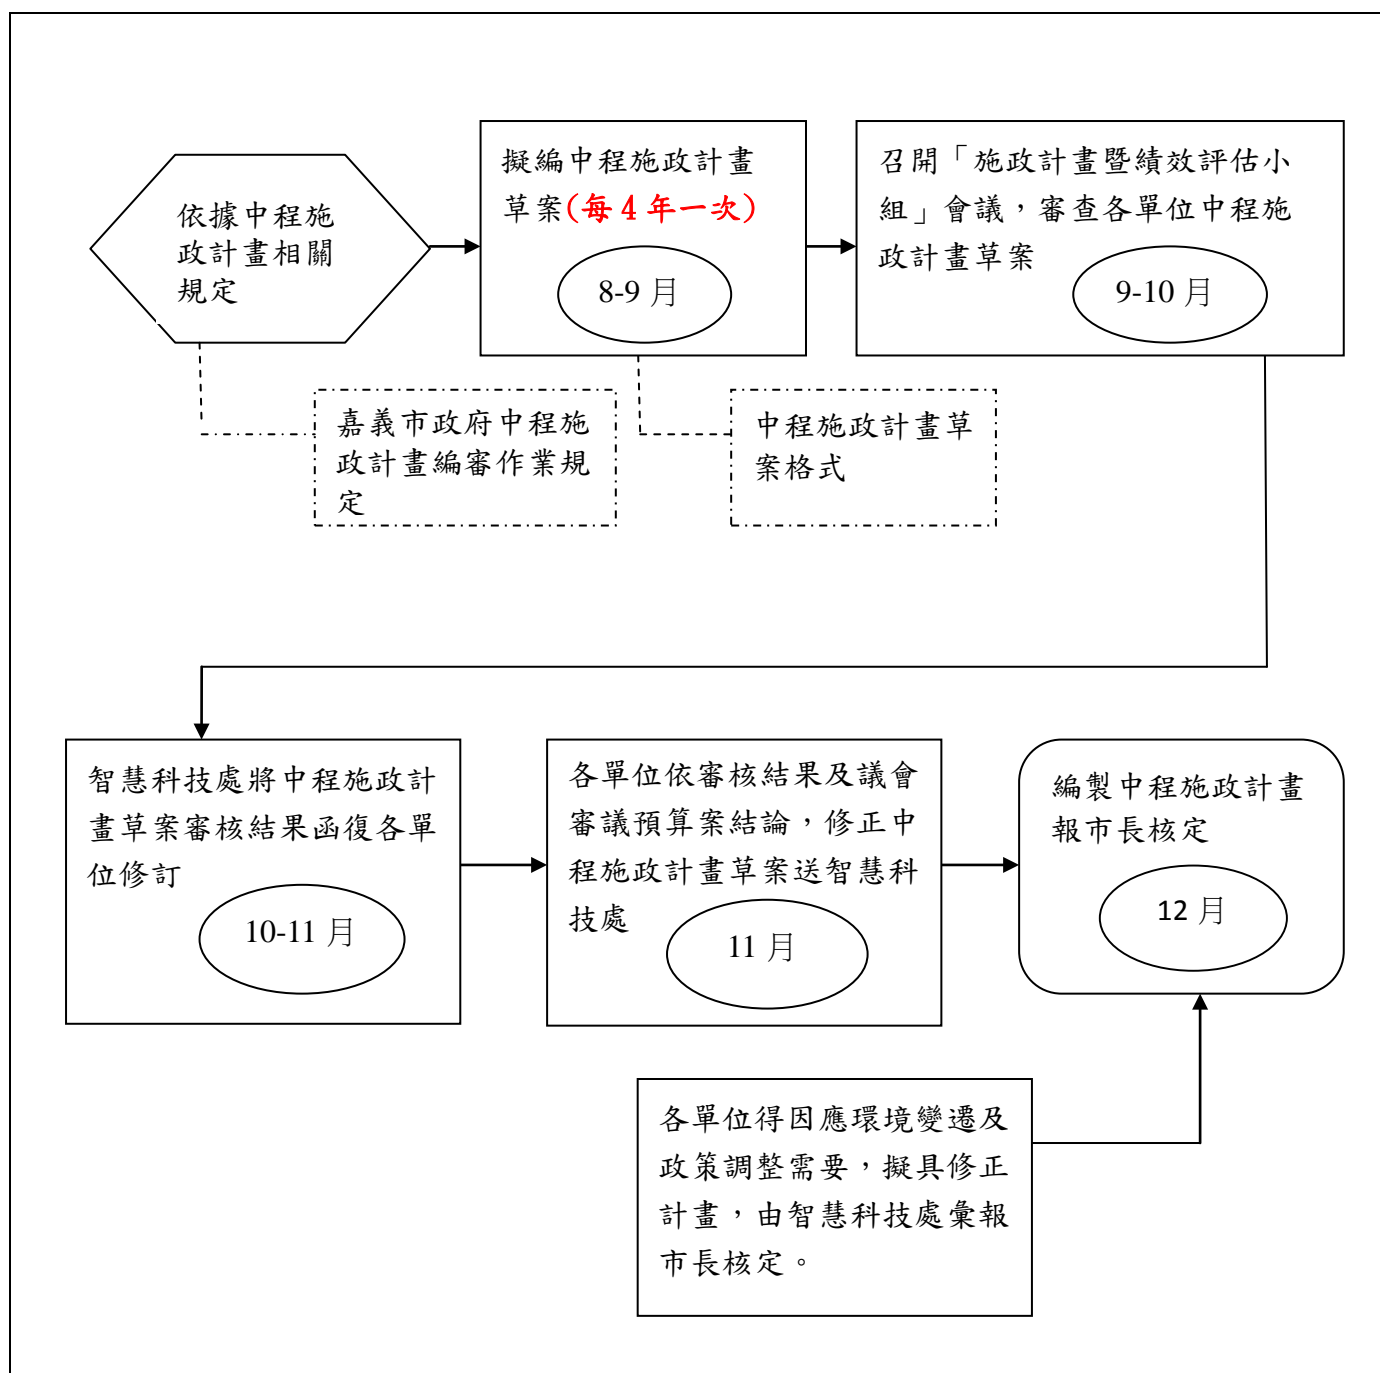 依據中程施
政計畫相關
規定
擬編中程施政計畫
草案(每 4 年一次)
8-9 月
召開「施政計畫暨績效評估小
組」會議，審查各單位中程施
政計畫草案
9-10 月
嘉義市政府中程施
政計畫編審作業規
定
中程施政計畫草
案格式
智慧科技處將中程施政計
畫草案審核結果函復各單
位修訂
10-11 月
各單位依審核結果及議會
審議預算案結論，修正中
程施政計畫草案送智慧科
技處
11 月
編製中程施政計畫
報市長核定
12 月
各單位得因應環境變遷及
政策調整需要，擬具修正
計畫，由智慧科技處彙報
市長核定。